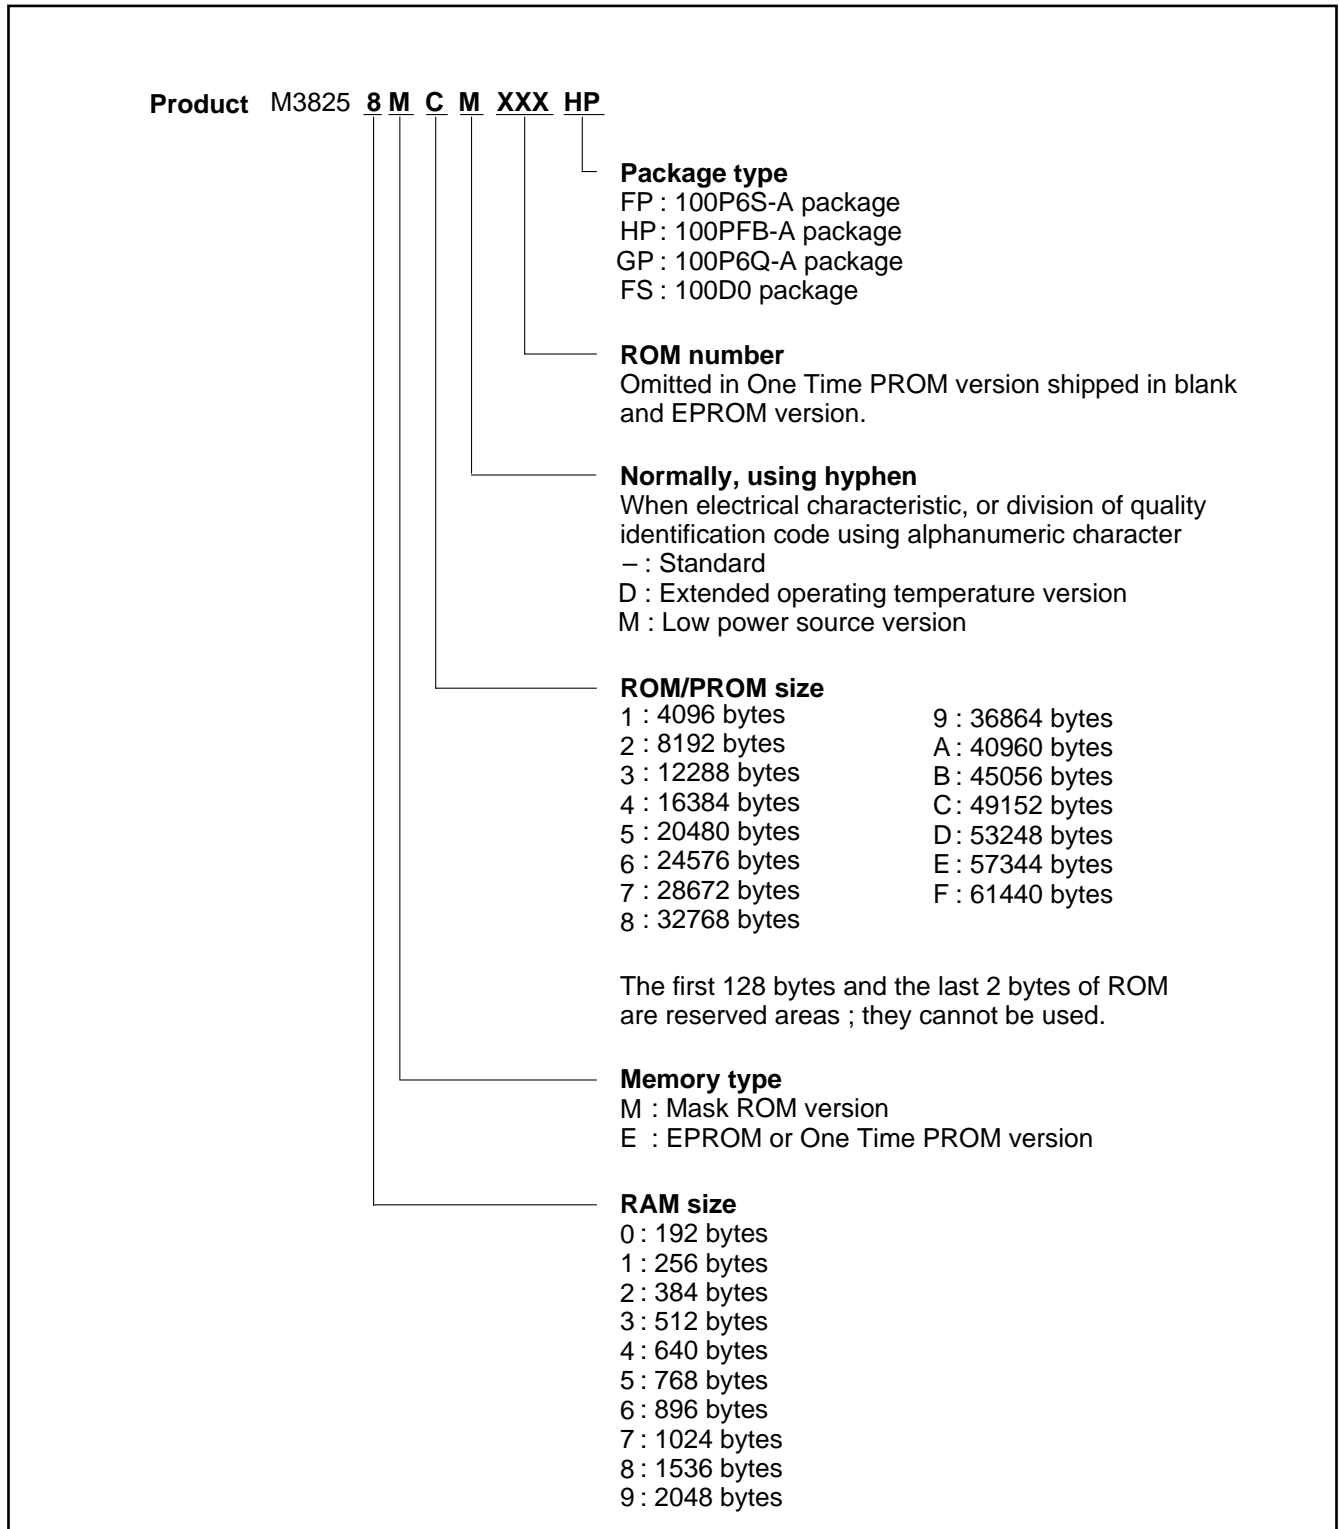 Product M3825 8 M C M XXX HP
Package type
FP : 100P6S-A package
HP : 100PFB-A package
GP : 100P6Q-A package
FS : 100D0 package
ROM number
Omitted in One Time PROM version shipped in blank
and EPROM version.
Normally, using hyphen
When electrical characteristic, or division of quality
identification code using alphanumeric character
– : Standard
D : Extended operating temperature version
M : Low power source version
ROM/PROM size
1 : 4096 bytes
2 : 8192 bytes
3 : 12288 bytes
4 : 16384 bytes
5 : 20480 bytes
6 : 24576 bytes
7 : 28672 bytes
8 : 32768 bytes
9 : 36864 bytes
A : 40960 bytes
B : 45056 bytes
C : 49152 bytes
D : 53248 bytes
E : 57344 bytes
F : 61440 bytes
The first 128 bytes and the last 2 bytes of ROM
are reserved areas ; they cannot be used.
Memory type
M : Mask ROM version
E : EPROM or One Time PROM version
RAM size
0 : 192 bytes
1 : 256 bytes
2 : 384 bytes
3 : 512 bytes
4 : 640 bytes
5 : 768 bytes
6 : 896 bytes
7 : 1024 bytes
8 : 1536 bytes
9 : 2048 bytes